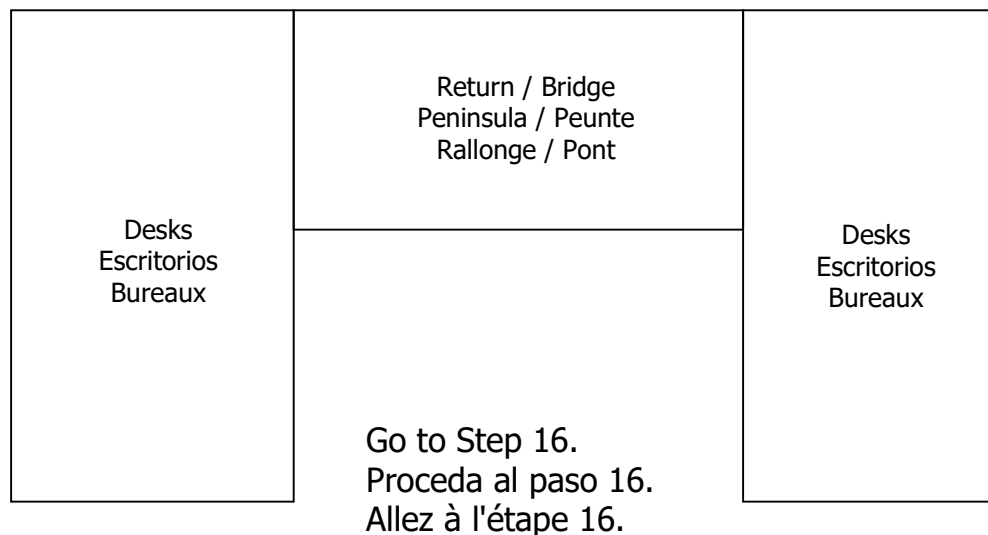 Return / Bridge
Peninsula / Peunte
Rallonge / Pont
Desks
Escritorios
Bureaux
Desks
Escritorios
Bureaux
Go to Step 16.
Proceda al paso 16.
Allez à l'étape 16.